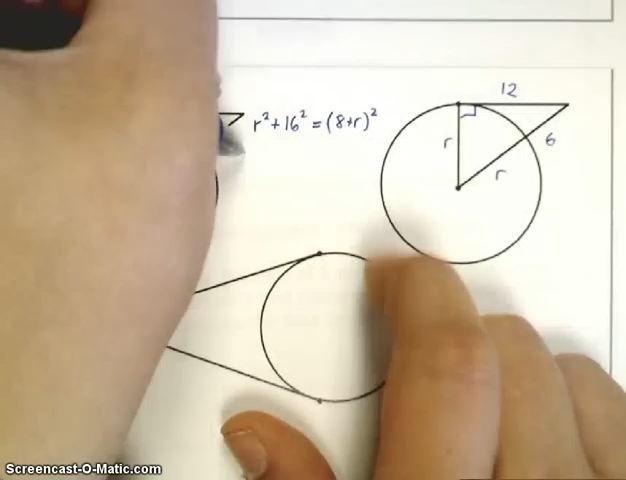 12
r² + 16² = (8+r)²
r
6
r
Screencast-O-Matic.com